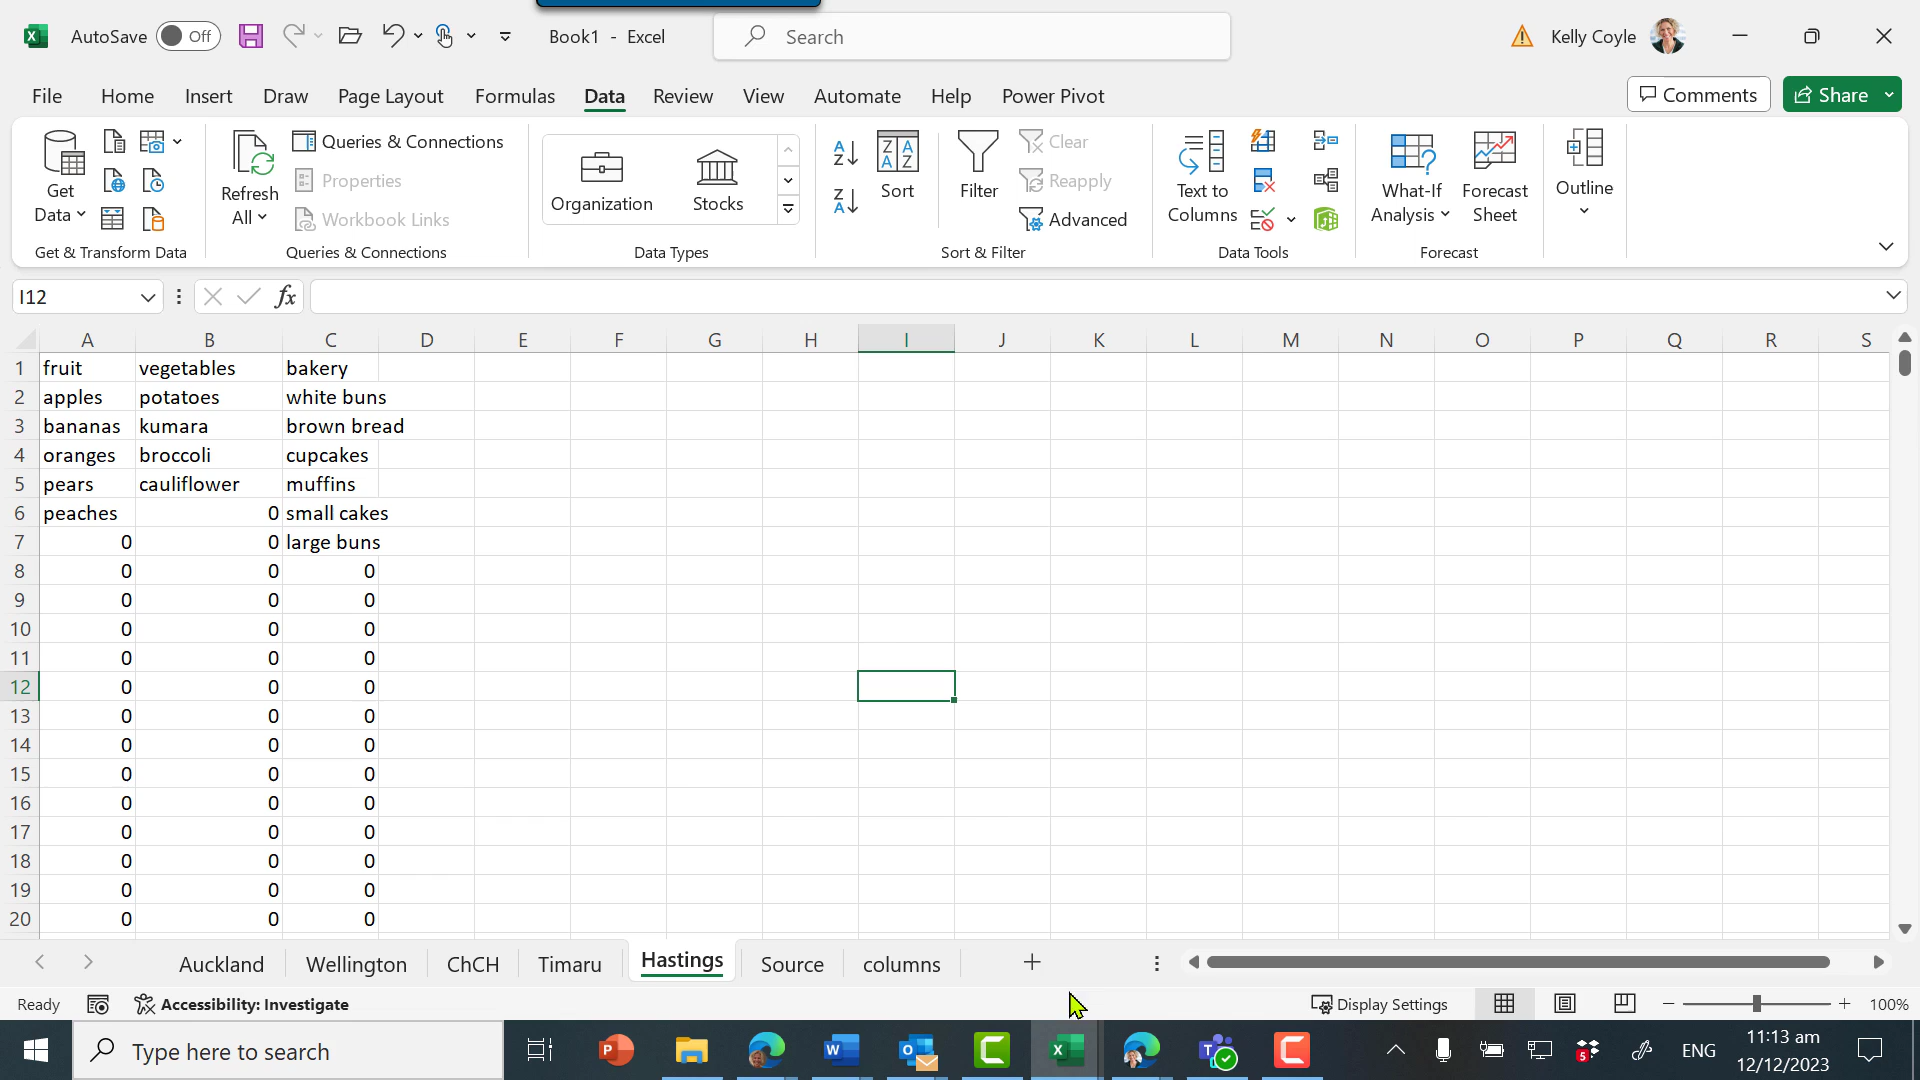 AutoSave Off Book1 - Excel Search Kelly Coyle
File Home Insert Draw Page Layout Formulas Data Review View Automate Help Power Pivot Comments Share
Get Data
Refresh All
Queries & Connections
Properties
Workbook Links
Organization Stocks
Sort
Filter
Clear
Reapply
Advanced
Text to Columns
What-If Analysis
Forecast Sheet
Outline
Get & Transform Data Queries & Connections Data Types Sort & Filter Data Tools Forecast
I12 fx
A B C D E F G H I J K L M N O P Q R S
1 fruit vegetables bakery
2 apples potatoes white buns
3 bananas kumara brown bread
4 oranges broccoli cupcakes
5 pears cauliflower muffins
6 peaches 0 small cakes
7 0 0 large buns
8 0 0 0
9 0 0 0
10 0 0 0
11 0 0 0
12 0 0 0
13 0 0 0
14 0 0 0
15 0 0 0
16 0 0 0
17 0 0 0
18 0 0 0
19 0 0 0
20 0 0 0
Auckland Wellington ChCH Timaru Hastings Source columns
Ready Accessibility: Investigate Display Settings 100%
Type here to search ENG 11:13 am
12/12/2023